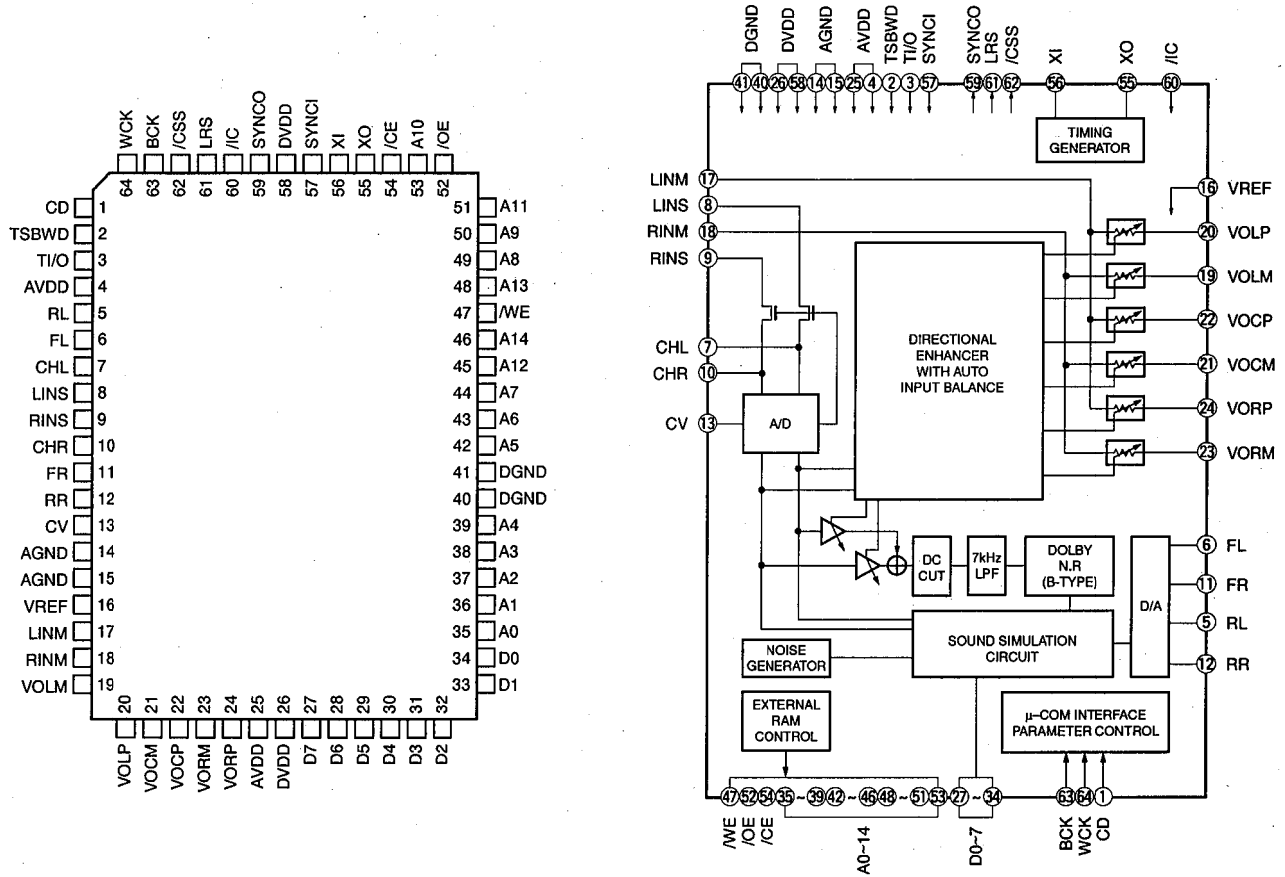 WCK BCK /CSS LRS /IC SYNCO DVDD SYNCI XI XO /CE A10 /OE
64 63 62 61 60 59 58 57 56 55 54 53 52
CD 1
TSBWD 2
TI/O 3
AVDD 4
RL 5
FL 6
CHL 7
LINS 8
RINS 9
CHR 10
FR 11
RR 12
CV 13
AGND 14
AGND 15
VREF 16
LINM 17
RINM 18
VOLM 19
51 A11
50 A9
49 A8
48 A13
47 /WE
46 A14
45 A12
44 A7
43 A6
42 A5
41 DGND
40 DGND
39 A4
38 A3
37 A2
36 A1
35 A0
34 D0
33 D1
20 21 22 23 24 25 26 27 28 29 30 31 32
VOLP VOCM VOCP VORM VORP AVDD DVDD D7 D6 D5 D4 D3 D2
DGND DVDD AGND AVDD TSBWD TI/O SYNCI SYNCO LRS /CSS XI XO /IC
41 40 26 58 14 15 25 4 2 3 57 59 61 62 56 55 60
TIMING
GENERATOR
LINM 17
LINS 8
RINM 18
RINS 9
CHL 7
CHR 10
CV 13
A/D
DIRECTIONAL
ENHANCER
WITH AUTO
INPUT BALANCE
16 VREF
20 VOLP
19 VOLM
22 VOCP
21 VOCM
24 VORP
23 VORM
DC
CUT
7kHz
LPF
DOLBY
N.R
(B-TYPE)
D/A
6 FL
11 FR
5 RL
12 RR
SOUND SIMULATION
CIRCUIT
NOISE
GENERATOR
EXTERNAL
RAM
CONTROL
μ-COM INTERFACE
PARAMETER CONTROL
47 52 54 35 ~ 39 42 ~ 46 48 ~ 51 53 27 ~ 34 63 64 1
/WE /OE /CE A0~14 D0~7 BCK WCK CD